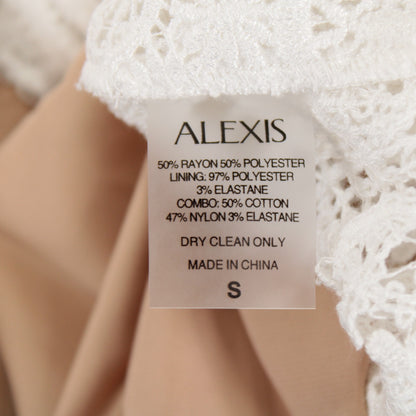 ALEXIS
50% RAYON 50% POLYESTER
LINING: 97% POLYESTER
3% ELASTANE
COMBO: 50% COTTON
47% NYLON 3% ELASTANE
DRY CLEAN ONLY
MADE IN CHINA
S